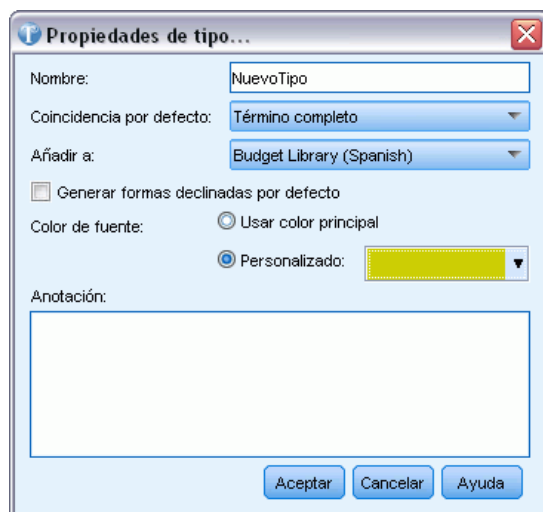 Propiedades de tipo...
Nombre: NuevoTipo
Coincidencia por defecto: Término completo
Añadir a: Budget Library (Spanish)
Generar formas declinadas por defecto
Color de fuente: Usar color principal
Personalizado:
Anotación:
Aceptar Cancelar Ayuda